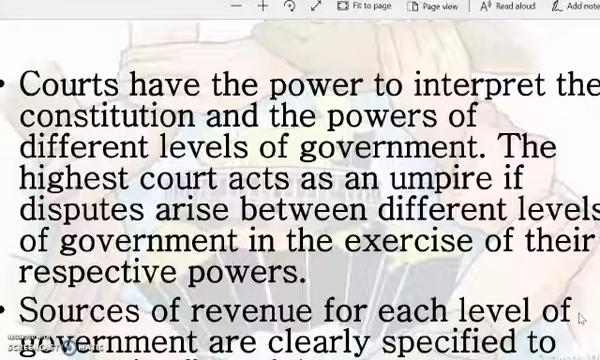 Fit to page Page view Read aloud Add note
• Courts have the power to interpret the
constitution and the powers of
different levels of government. The
highest court acts as an umpire if
disputes arise between different levels
of government in the exercise of their
respective powers.
• Sources of revenue for each level of
government are clearly specified to
SCREENCAST MATIC